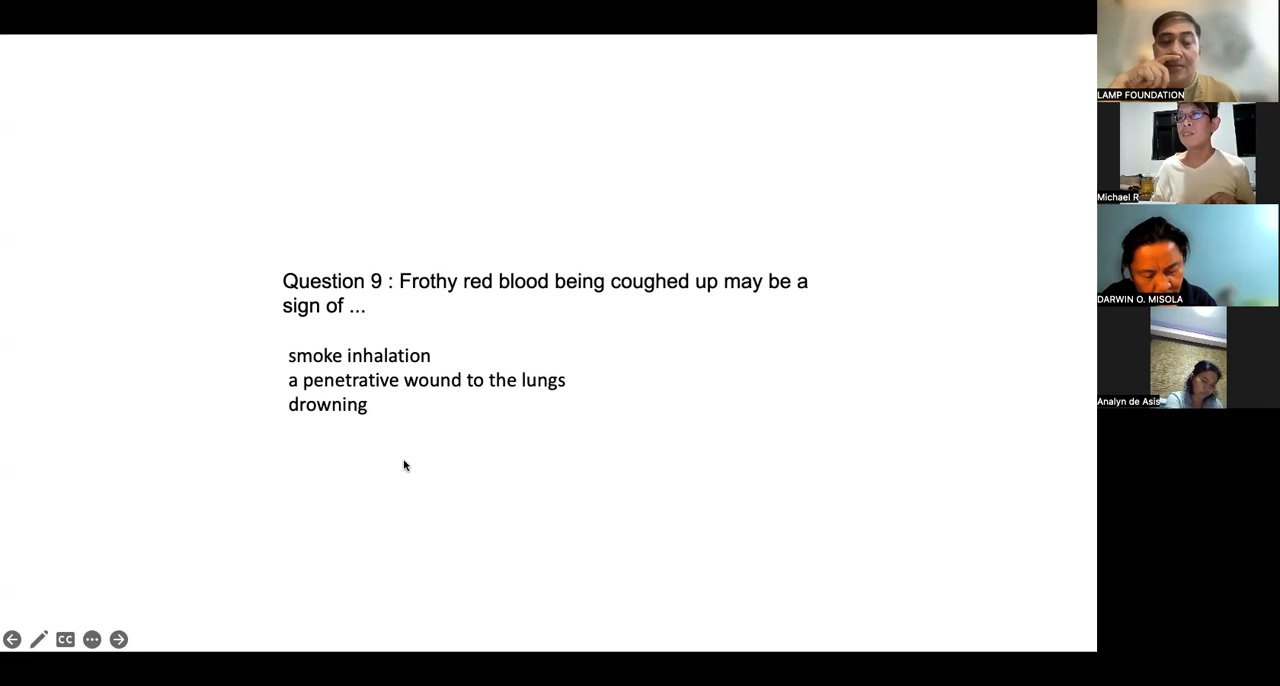 Question 9 : Frothy red blood being coughed up may be a
sign of ...
smoke inhalation
a penetrative wound to the lungs
drowning
LAMP FOUNDATION
Michael R
DARWIN O. MISOLA
Analyn de Asis
CC